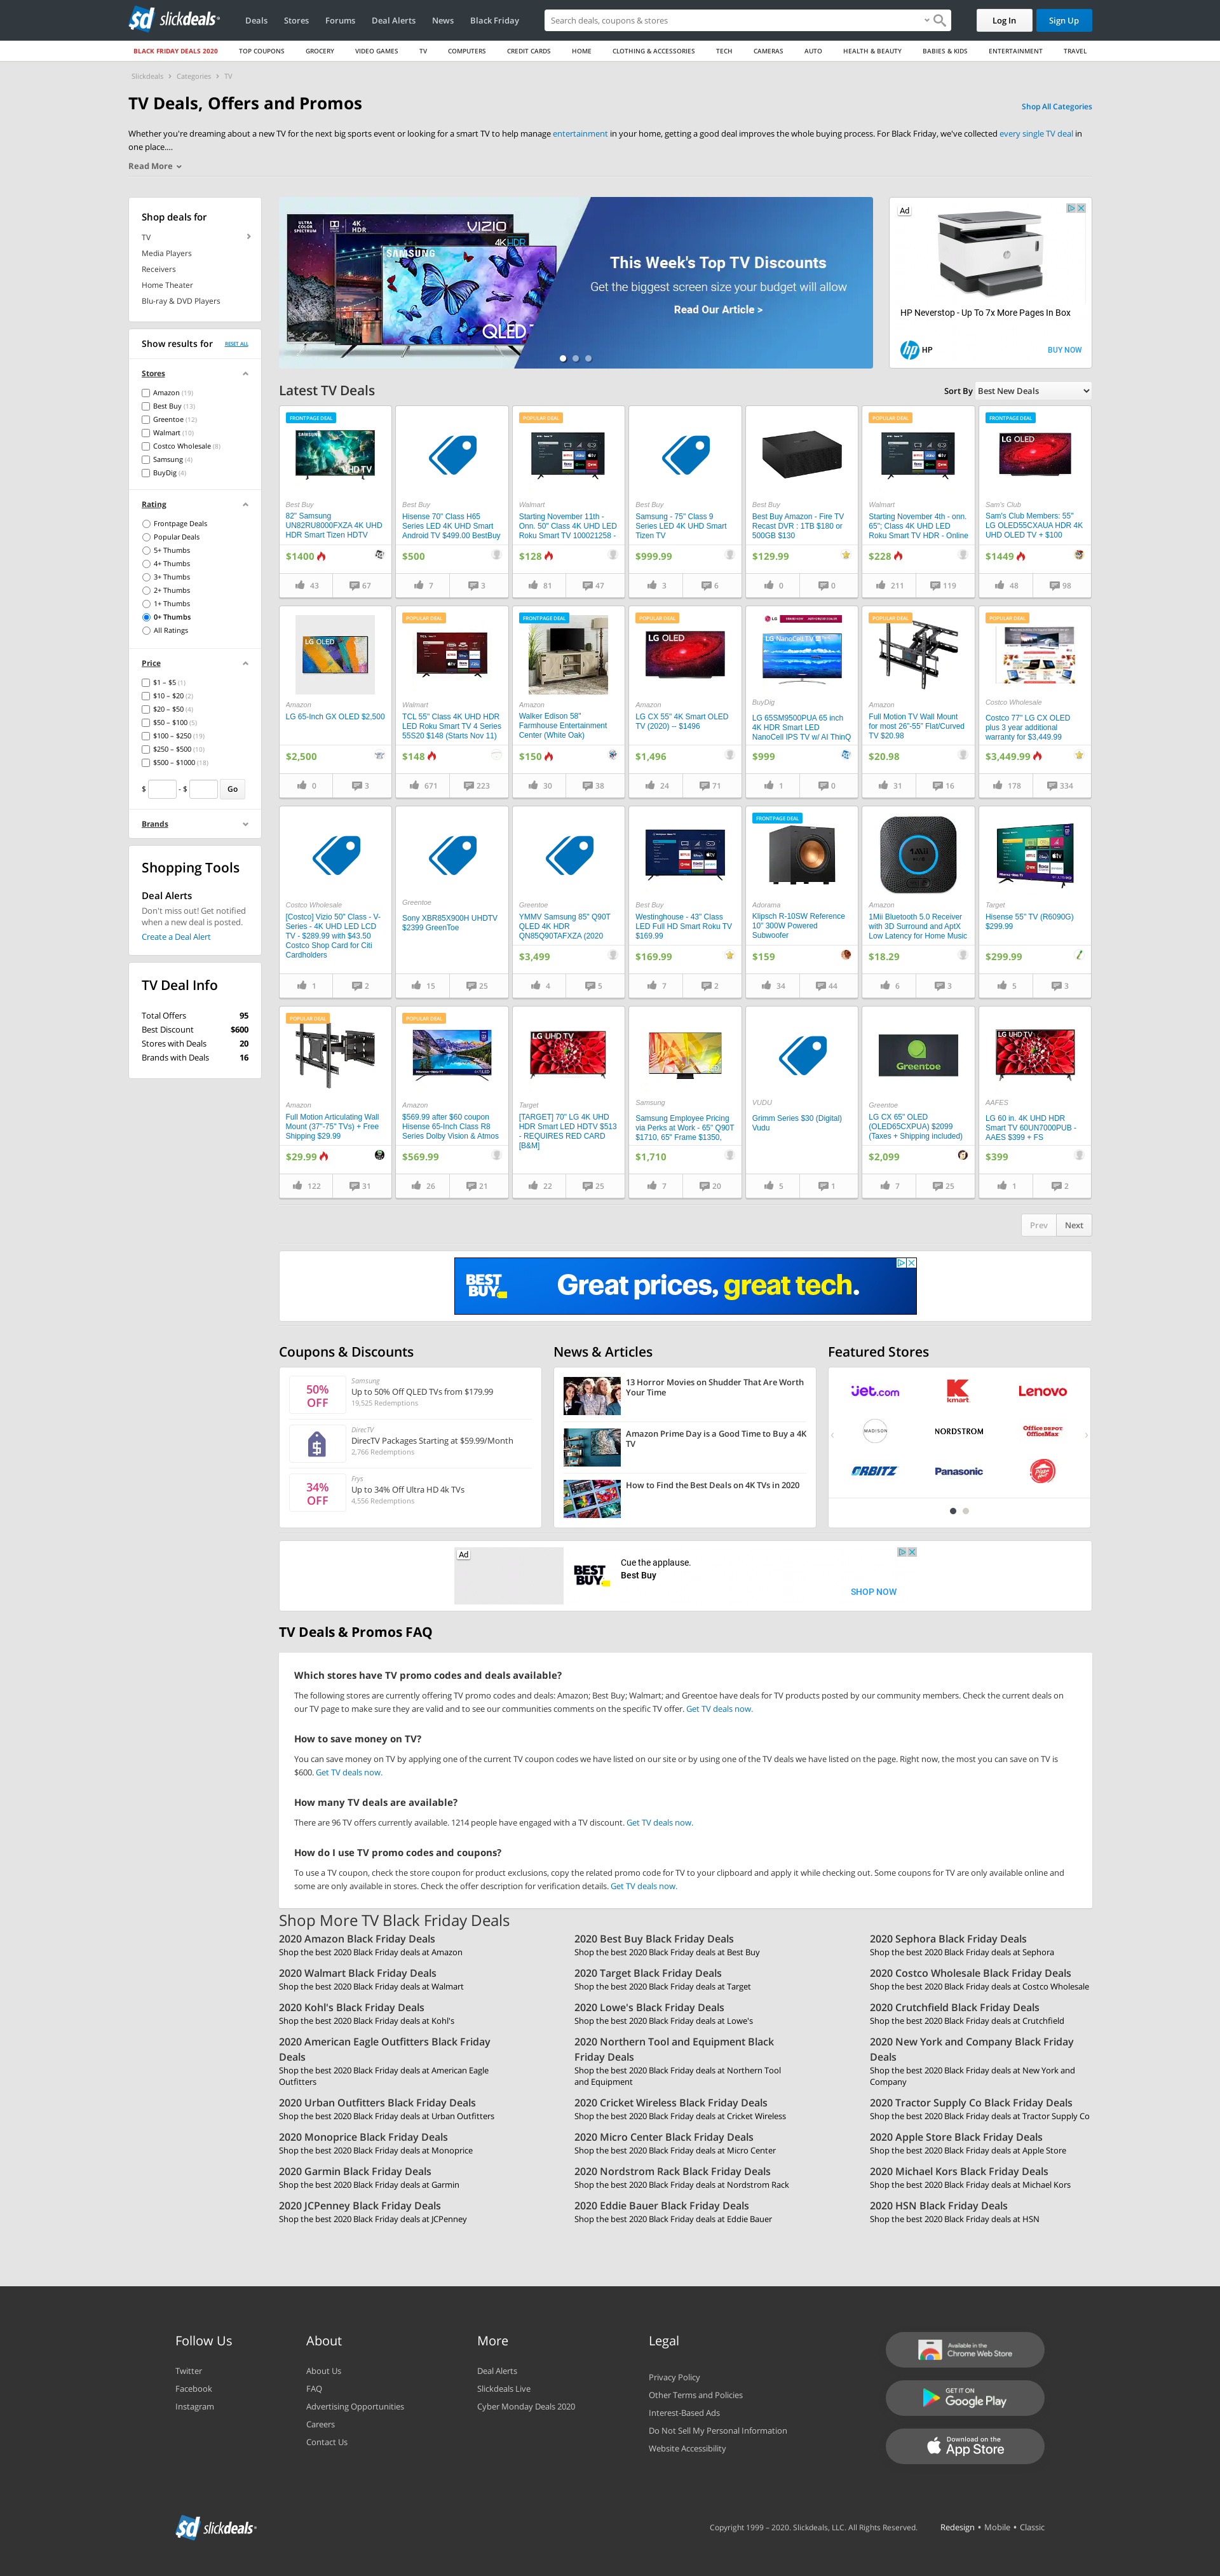 slickdeals
Deals Stores Forums Deal Alerts News Black Friday
Search deals, coupons & stores
Log In
Sign Up
BLACK FRIDAY DEALS 2020 TOP COUPONS GROCERY VIDEO GAMES TV COMPUTERS CREDIT CARDS HOME CLOTHING & ACCESSORIES TECH CAMERAS AUTO HEALTH & BEAUTY BABIES & KIDS ENTERTAINMENT TRAVEL
Slickdeals › Categories › TV
TV Deals, Offers and Promos
Shop All Categories
Whether you're dreaming about a new TV for the next big sports event or looking for a smart TV to help manage entertainment in your home, getting a good deal improves the whole buying process. For Black Friday, we've collected every single TV deal in
one place....
Read More
Shop deals for
TV
Media Players
Receivers
Home Theater
Blu-ray & DVD Players
Show results for
RESET ALL
Stores
Amazon (19)
Best Buy (13)
Greentoe (12)
Walmart (10)
Costco Wholesale (8)
Samsung (4)
BuyDig (4)
Rating
Frontpage Deals
Popular Deals
5+ Thumbs
4+ Thumbs
3+ Thumbs
2+ Thumbs
1+ Thumbs
0+ Thumbs
All Ratings
Price
$1 – $5 (1)
$10 – $20 (2)
$20 – $50 (4)
$50 – $100 (5)
$100 – $250 (19)
$250 – $500 (10)
$500 – $1000 (18)
$ - $ Go
Brands
Shopping Tools
Deal Alerts
Don't miss out! Get notified
when a new deal is posted.
Create a Deal Alert
TV Deal Info
Total Offers 95
Best Discount $600
Stores with Deals 20
Brands with Deals 16
ULTRA COLOR SPECTRUM 4K HDR
VIZIO
4K HDR
SAMSUNG
QLED
This Week's Top TV Discounts
Get the biggest screen size your budget will allow
Read Our Article >
Ad
HP Neverstop - Up To 7x More Pages In Box
HP
BUY NOW
Latest TV Deals
Sort By Best New Deals
FRONTPAGE DEAL
SAMSUNG
UHD TV
Best Buy
82" Samsung
UN82RU8000FXZA 4K UHD
HDR Smart Tizen HDTV
$1400
43 67
Best Buy
Hisense 70" Class H65
Series LED 4K UHD Smart
Android TV $499.00 BestBuy
$500
7 3
POPULAR DEAL
Walmart
Starting November 11th -
Onn. 50" Class 4K UHD LED
Roku Smart TV 100021258 -
$128
81 47
Best Buy
Samsung - 75" Class 9
Series LED 4K UHD Smart
Tizen TV
$999.99
3 6
Best Buy
Best Buy Amazon - Fire TV
Recast DVR : 1TB $180 or
500GB $130
$129.99
0 0
POPULAR DEAL
Walmart
Starting November 4th - onn.
65"; Class 4K UHD LED
Roku Smart TV HDR - Online
$228
211 119
FRONTPAGE DEAL
LG OLED
Sam's Club
Sam's Club Members: 55"
LG OLED55CXAUA HDR 4K
UHD OLED TV + $100
$1449
48 98
LG OLED
Amazon
LG 65-Inch GX OLED $2,500
$2,500
0 3
POPULAR DEAL
Walmart
TCL 55" Class 4K UHD HDR
LED Roku Smart TV 4 Series
55S20 $148 (Starts Nov 11)
$148
671 223
FRONTPAGE DEAL
Amazon
Walker Edison 58"
Farmhouse Entertainment
Center (White Oak)
$150
30 38
POPULAR DEAL
LG OLED
Amazon
LG CX 55" 4K Smart OLED
TV (2020) -- $1496
$1,496
24 71
LG
LG NanoCell TV
BuyDig
LG 65SM9500PUA 65 inch
4K HDR Smart LED
NanoCell IPS TV w/ AI ThinQ
$999
1 0
POPULAR DEAL
Amazon
Full Motion TV Wall Mount
for most 26"-55" Flat/Curved
TV $20.98
$20.98
31 16
POPULAR DEAL
Costco Wholesale
Costco 77" LG CX OLED
plus 3 year additional
warranty for $3,449.99
$3,449.99
178 334
Costco Wholesale
[Costco] Vizio 50" Class - V-
Series - 4K UHD LED LCD
TV - $289.99 with $43.50
Costco Shop Card for Citi
Cardholders
1 2
Greentoe
Sony XBR85X900H UHDTV
$2399 GreenToe
15 25
Greentoe
YMMV Samsung 85" Q90T
QLED 4K HDR
QN85Q90TAFXZA (2020
$3,499
4 5
Best Buy
Westinghouse - 43" Class
LED Full HD Smart Roku TV
$169.99
$169.99
7 2
FRONTPAGE DEAL
Adorama
Klipsch R-10SW Reference
10" 300W Powered
Subwoofer
$159
34 44
1Mii
Amazon
1Mii Bluetooth 5.0 Receiver
with 3D Surround and AptX
Low Latency for Home Music
$18.29
6 3
Target
Hisense 55" TV (R6090G)
$299.99
$299.99
5 3
POPULAR DEAL
Amazon
Full Motion Articulating Wall
Mount (37"-75" TVs) + Free
Shipping $29.99
$29.99
122 31
POPULAR DEAL
Amazon
$569.99 after $60 coupon
Hisense 65-Inch Class R8
Series Dolby Vision & Atmos
$569.99
26 21
LG UHD TV
Target
[TARGET] 70" LG 4K UHD
HDR Smart LED HDTV $513
- REQUIRES RED CARD
[B&M]
22 25
Samsung
Samsung Employee Pricing
via Perks at Work - 65" Q90T
$1710, 65" Frame $1350,
$1,710
7 20
VUDU
Grimm Series $30 (Digital)
Vudu
5 1
Greentoe
Greentoe
LG CX 65" OLED
(OLED65CXPUA) $2099
(Taxes + Shipping included)
$2,099
7 25
LG UHD TV
AAFES
LG 60 in. 4K UHD HDR
Smart TV 60UN7000PUB -
AAES $399 + FS
$399
1 2
Prev Next
BEST BUY
Great prices, great tech.
Coupons & Discounts
50% OFF
Samsung
Up to 50% Off QLED TVs from $179.99
19,525 Redemptions
DirecTV
DirecTV Packages Starting at $59.99/Month
2,766 Redemptions
34% OFF
Frys
Up to 34% Off Ultra HD 4k TVs
4,556 Redemptions
News & Articles
13 Horror Movies on Shudder That Are Worth
Your Time
Amazon Prime Day is a Good Time to Buy a 4K
TV
How to Find the Best Deals on 4K TVs in 2020
Featured Stores
jet.com
kmart
Lenovo
MADISON
NORDSTROM
Office DEPOT OfficeMax
ORBITZ
Panasonic
Ad
BEST BUY
Cue the applause.
Best Buy
SHOP NOW
TV Deals & Promos FAQ
Which stores have TV promo codes and deals available?
The following stores are currently offering TV promo codes and deals: Amazon; Best Buy; Walmart; and Greentoe have deals for TV products posted by our community members. Check the current deals on
our TV page to make sure they are valid and to see our communities comments on the specific TV offer. Get TV deals now.
How to save money on TV?
You can save money on TV by applying one of the current TV coupon codes we have listed on our site or by using one of the TV deals we have listed on the page. Right now, the most you can save on TV is
$600. Get TV deals now.
How many TV deals are available?
There are 96 TV offers currently available. 1214 people have engaged with a TV discount. Get TV deals now.
How do I use TV promo codes and coupons?
To use a TV coupon, check the store coupon for product exclusions, copy the related promo code for TV to your clipboard and apply it while checking out. Some coupons for TV are only available online and
some are only available in stores. Check the offer description for verification details. Get TV deals now.
Shop More TV Black Friday Deals
2020 Amazon Black Friday Deals
Shop the best 2020 Black Friday deals at Amazon
2020 Best Buy Black Friday Deals
Shop the best 2020 Black Friday deals at Best Buy
2020 Sephora Black Friday Deals
Shop the best 2020 Black Friday deals at Sephora
2020 Walmart Black Friday Deals
Shop the best 2020 Black Friday deals at Walmart
2020 Target Black Friday Deals
Shop the best 2020 Black Friday deals at Target
2020 Costco Wholesale Black Friday Deals
Shop the best 2020 Black Friday deals at Costco Wholesale
2020 Kohl's Black Friday Deals
Shop the best 2020 Black Friday deals at Kohl's
2020 Lowe's Black Friday Deals
Shop the best 2020 Black Friday deals at Lowe's
2020 Crutchfield Black Friday Deals
Shop the best 2020 Black Friday deals at Crutchfield
2020 American Eagle Outfitters Black Friday
Deals
Shop the best 2020 Black Friday deals at American Eagle
Outfitters
2020 Northern Tool and Equipment Black
Friday Deals
Shop the best 2020 Black Friday deals at Northern Tool
and Equipment
2020 New York and Company Black Friday
Deals
Shop the best 2020 Black Friday deals at New York and
Company
2020 Urban Outfitters Black Friday Deals
Shop the best 2020 Black Friday deals at Urban Outfitters
2020 Cricket Wireless Black Friday Deals
Shop the best 2020 Black Friday deals at Cricket Wireless
2020 Tractor Supply Co Black Friday Deals
Shop the best 2020 Black Friday deals at Tractor Supply Co
2020 Monoprice Black Friday Deals
Shop the best 2020 Black Friday deals at Monoprice
2020 Micro Center Black Friday Deals
Shop the best 2020 Black Friday deals at Micro Center
2020 Apple Store Black Friday Deals
Shop the best 2020 Black Friday deals at Apple Store
2020 Garmin Black Friday Deals
Shop the best 2020 Black Friday deals at Garmin
2020 Nordstrom Rack Black Friday Deals
Shop the best 2020 Black Friday deals at Nordstrom Rack
2020 Michael Kors Black Friday Deals
Shop the best 2020 Black Friday deals at Michael Kors
2020 JCPenney Black Friday Deals
Shop the best 2020 Black Friday deals at JCPenney
2020 Eddie Bauer Black Friday Deals
Shop the best 2020 Black Friday deals at Eddie Bauer
2020 HSN Black Friday Deals
Shop the best 2020 Black Friday deals at HSN
Follow Us
Twitter
Facebook
Instagram
About
About Us
FAQ
Advertising Opportunities
Careers
Contact Us
More
Deal Alerts
Slickdeals Live
Cyber Monday Deals 2020
Legal
Privacy Policy
Other Terms and Policies
Interest-Based Ads
Do Not Sell My Personal Information
Website Accessibility
Available in the
Chrome Web Store
GET IT ON
Google Play
Download on the
App Store
slickdeals
Copyright 1999 – 2020. Slickdeals, LLC. All Rights Reserved.
Redesign • Mobile • Classic